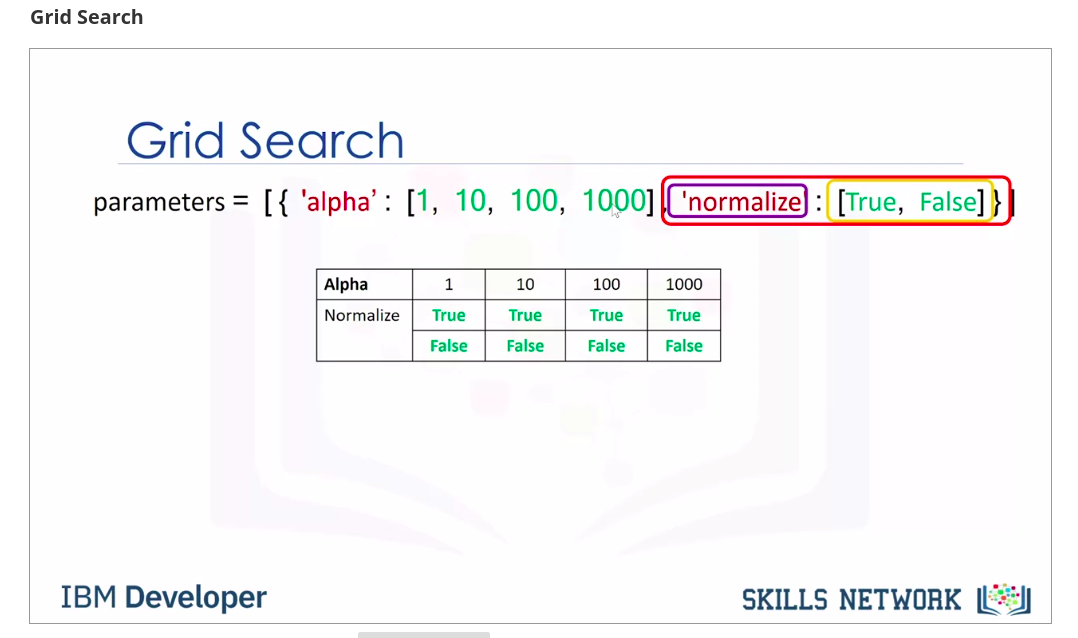 Grid Search
Grid Search
parameters = [{ 'alpha' : [1, 10, 100, 1000], 'normalize' : [True, False]}]
Alpha 1 10 100 1000
Normalize True True True True
False False False False
IBM Developer
SKILLS NETWORK